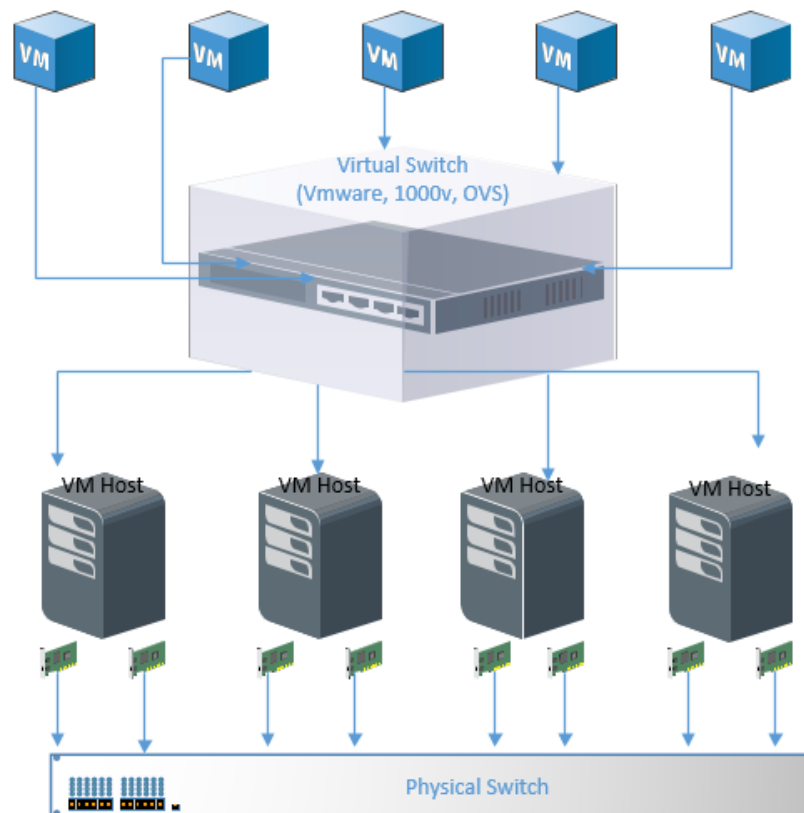 VM
VM
VM
VM
VM
Virtual Switch
(Vmware, 1000v, OVS)
VM Host
VM Host
VM Host
VM Host
Physical Switch